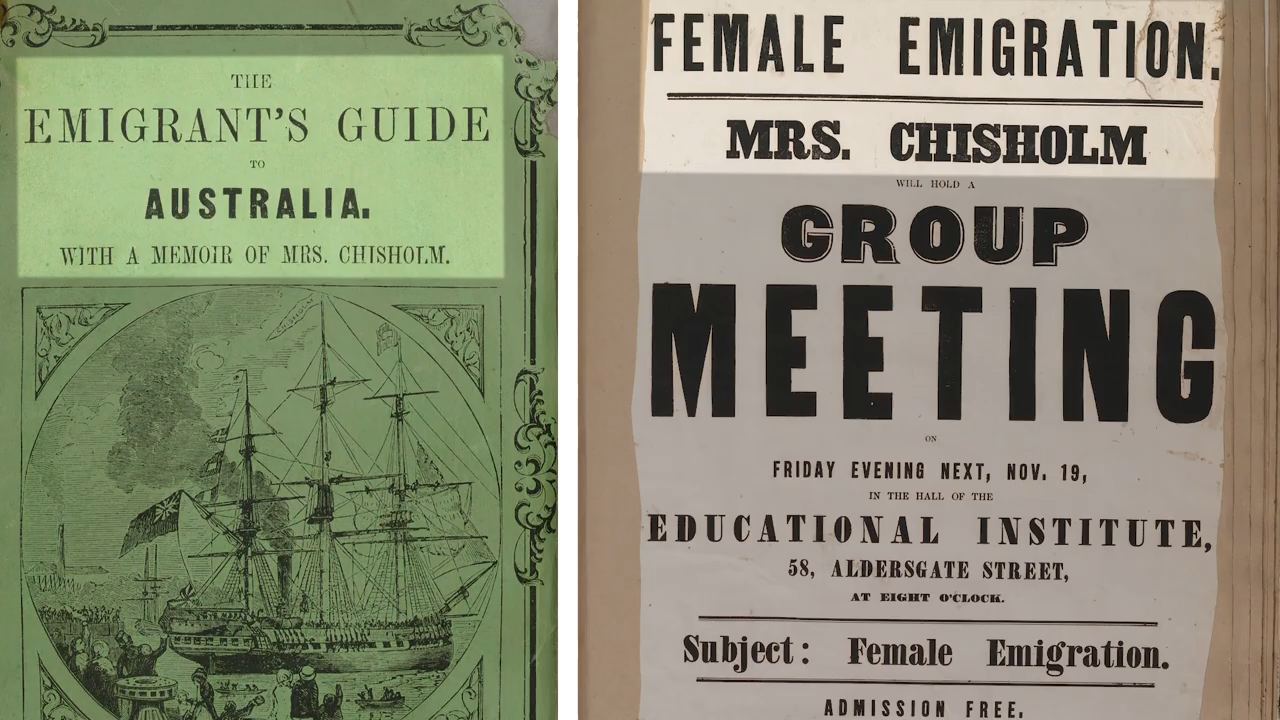 THE
EMIGRANT'S GUIDE
TO
AUSTRALIA.
WITH A MEMOIR OF MRS. CHISHOLM.
FEMALE EMIGRATION.
MRS. CHISHOLM
WILL HOLD A
GROUP
MEETING
ON
FRIDAY EVENING NEXT, NOV. 19,
IN THE HALL OF THE
EDUCATIONAL INSTITUTE,
58, ALDERSGATE STREET,
AT EIGHT O'CLOCK.
Subject: Female Emigration.
ADMISSION FREE.